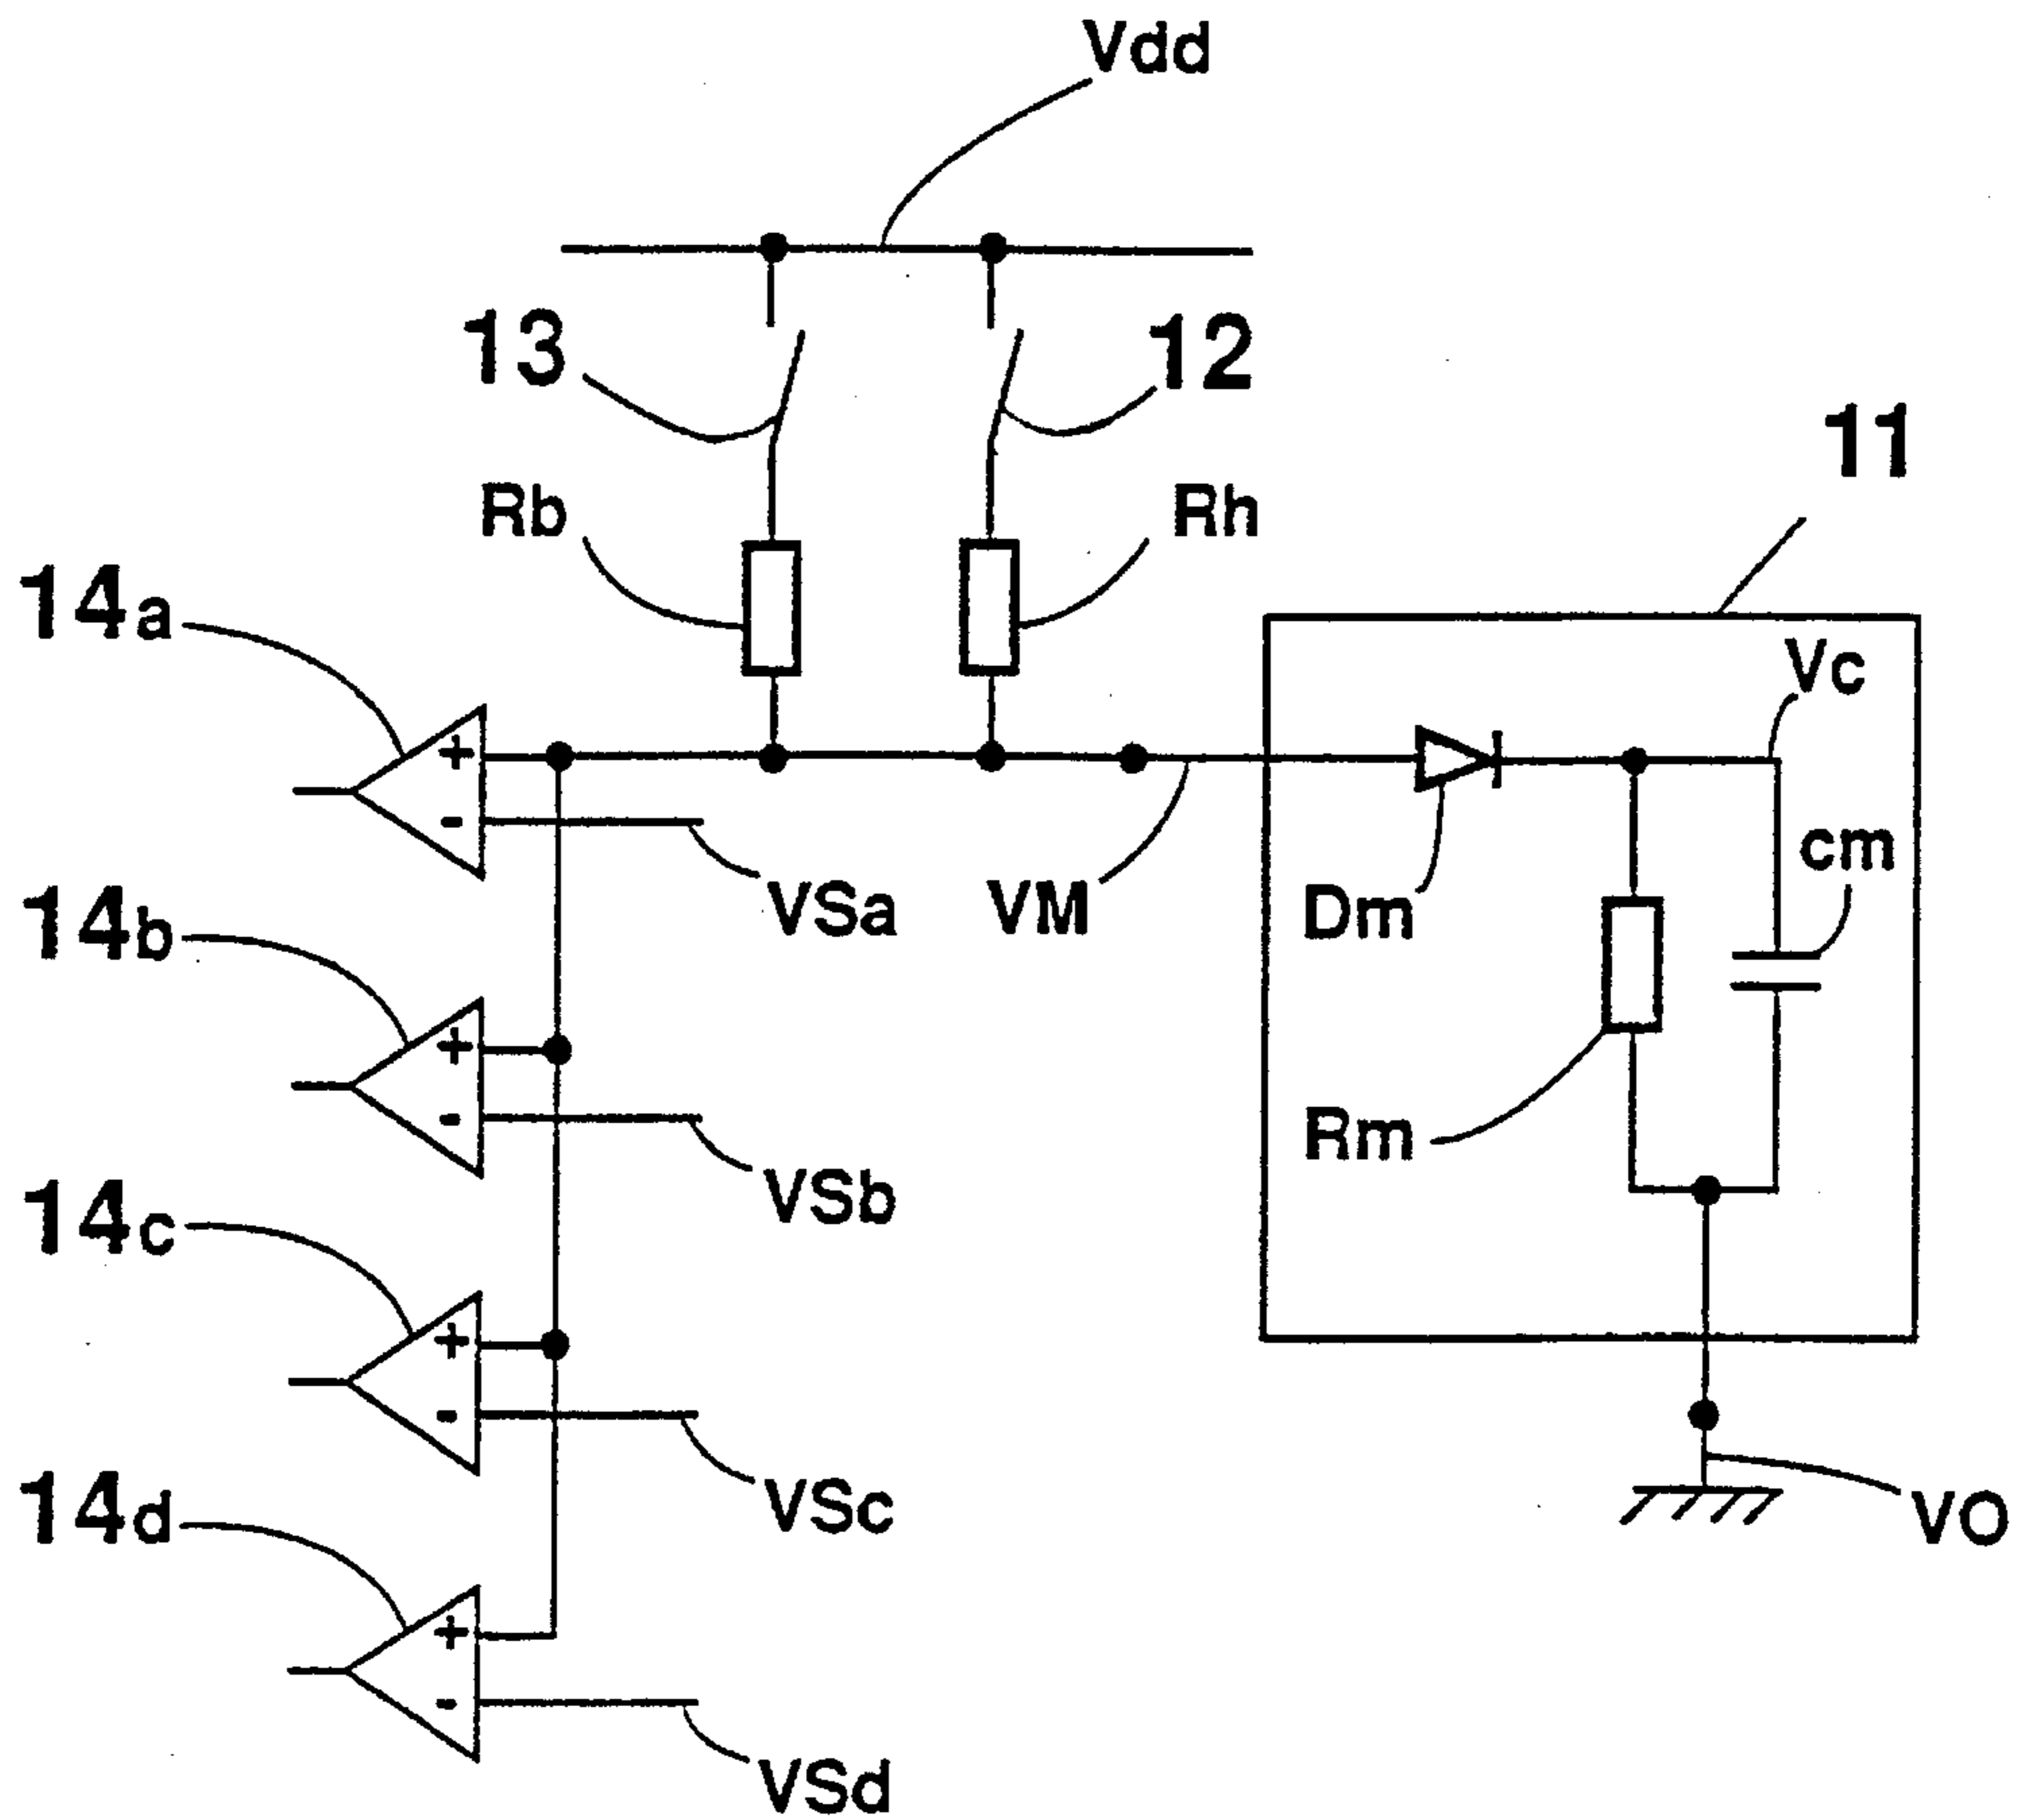 Vdd
13
12
11
Rb
Rh
14a
Vc
+
-
cm
VSa
VM
Dm
14b
+
-
Rm
VSb
14c
+
-
VSc
VO
14d
+
-
VSd